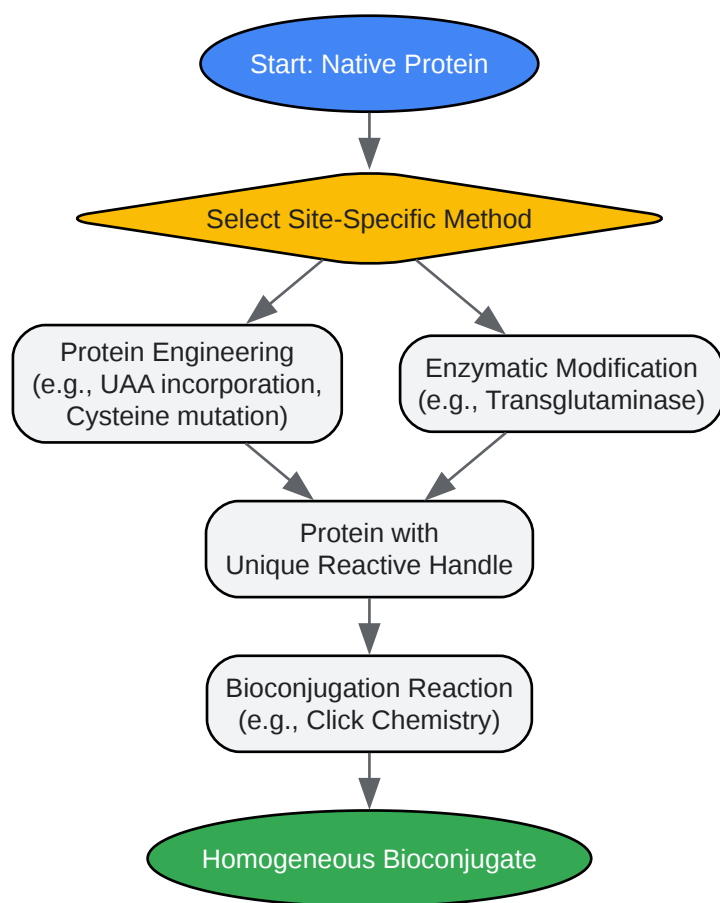 Start: Native Protein
Select Site-Specific Method
Protein Engineering
(e.g., UAA incorporation,
Cysteine mutation)
Enzymatic Modification
(e.g., Transglutaminase)
Protein with
Unique Reactive Handle
Bioconjugation Reaction
(e.g., Click Chemistry)
Homogeneous Bioconjugate